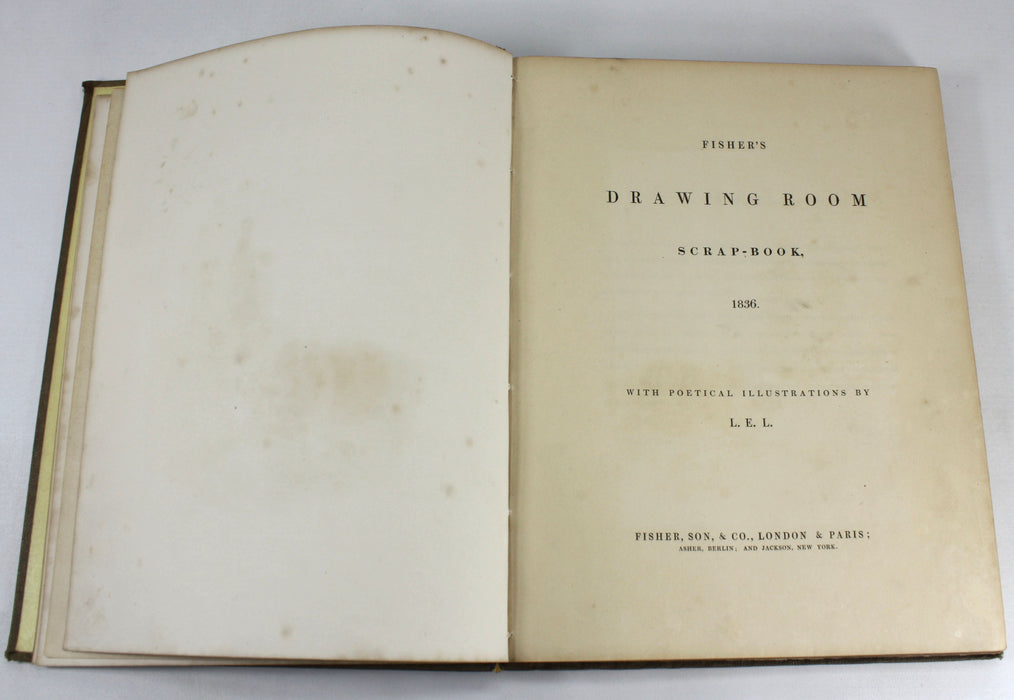 FISHER'S
DRAWING ROOM
SCRAP-BOOK,
1836.
WITH POETICAL ILLUSTRATIONS BY
L. E. L.
FISHER, SON, & CO., LONDON & PARIS;
ASHER, BERLIN; AND JACKSON, NEW YORK.